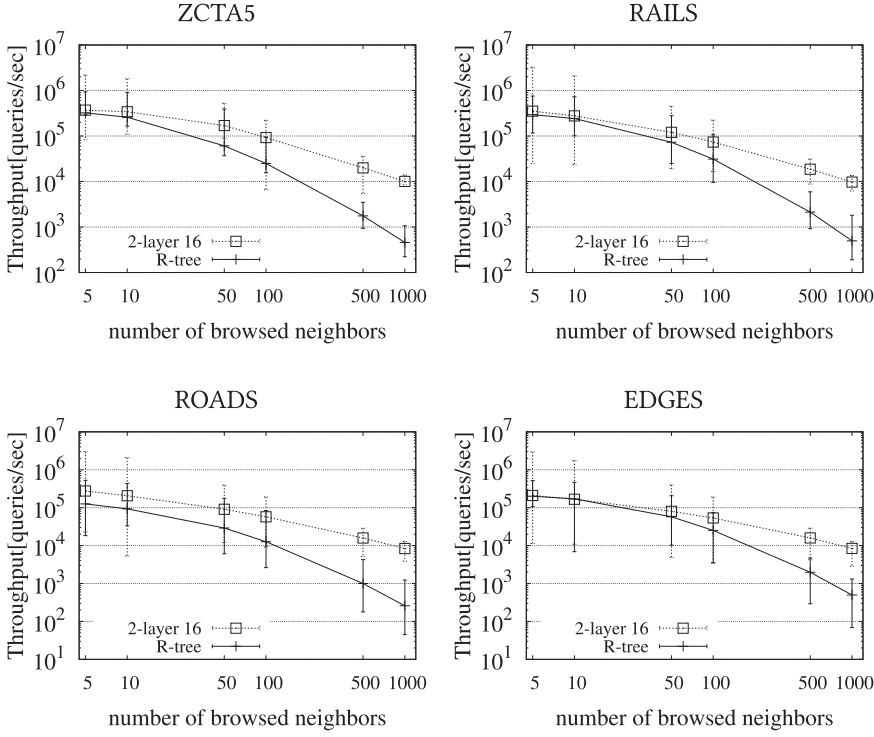 ZCTA5
Throughput[queries/sec]
10^7
10^6
10^5
10^4
10^3
10^2
2-layer 16
R-tree
5 10 50 100 500 1000
number of browsed neighbors
RAILS
Throughput[queries/sec]
10^7
10^6
10^5
10^4
10^3
10^2
2-layer 16
R-tree
5 10 50 100 500 1000
number of browsed neighbors
ROADS
Throughput[queries/sec]
10^7
10^6
10^5
10^4
10^3
10^2
10^1
2-layer 16
R-tree
5 10 50 100 500 1000
number of browsed neighbors
EDGES
Throughput[queries/sec]
10^7
10^6
10^5
10^4
10^3
10^2
10^1
2-layer 16
R-tree
5 10 50 100 500 1000
number of browsed neighbors